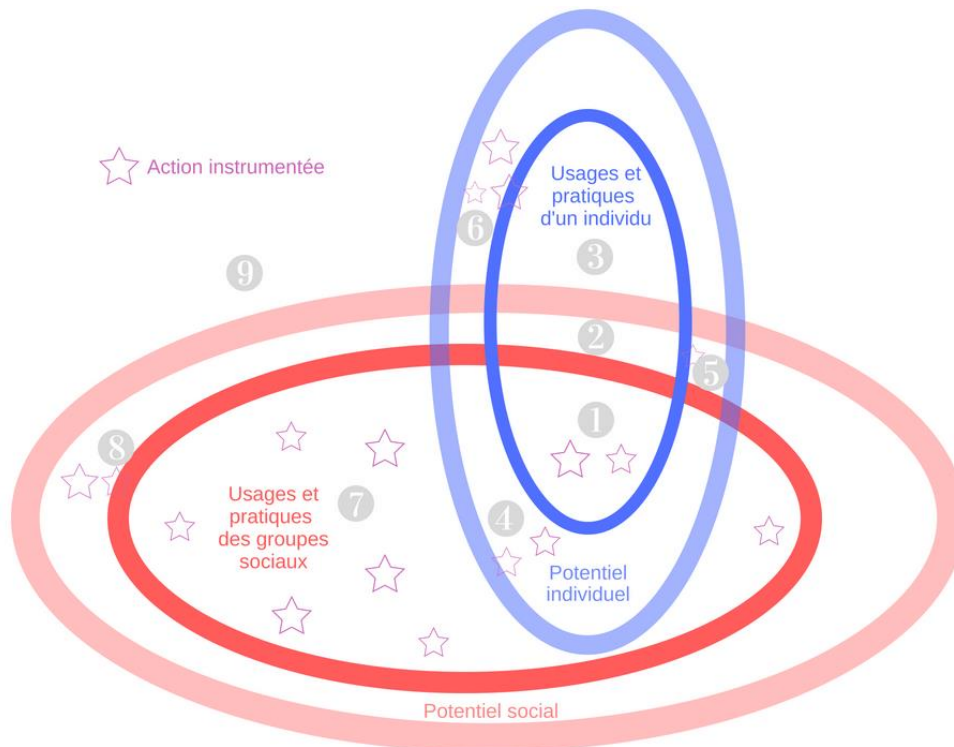 Action instrumentée
Usages et
pratiques
d'un individu
6
3
9
2
5
1
8
Usages et
pratiques
des groupes
sociaux
7
4
Potentiel
individuel
Potentiel social